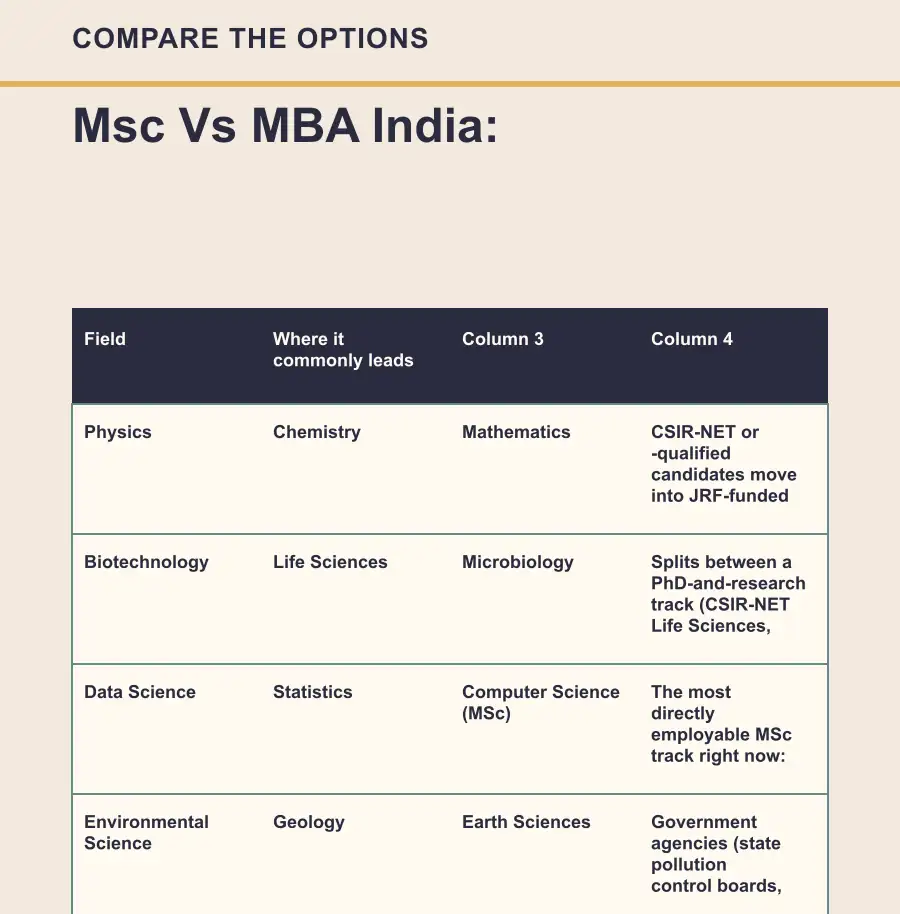 COMPARE THE OPTIONS
Msc Vs MBA India:
Field
Where it
commonly leads
Column 3
Column 4
Physics
Chemistry
Mathematics
CSIR-NET or
-qualified
candidates move
into JRF-funded
Biotechnology
Life Sciences
Microbiology
Splits between a
PhD-and-research
track (CSIR-NET
Life Sciences,
Data Science
Statistics
Computer Science
(MSc)
The most
directly
employable MSc
track right now:
Environmental
Science
Geology
Earth Sciences
Government
agencies (state
pollution
control boards,